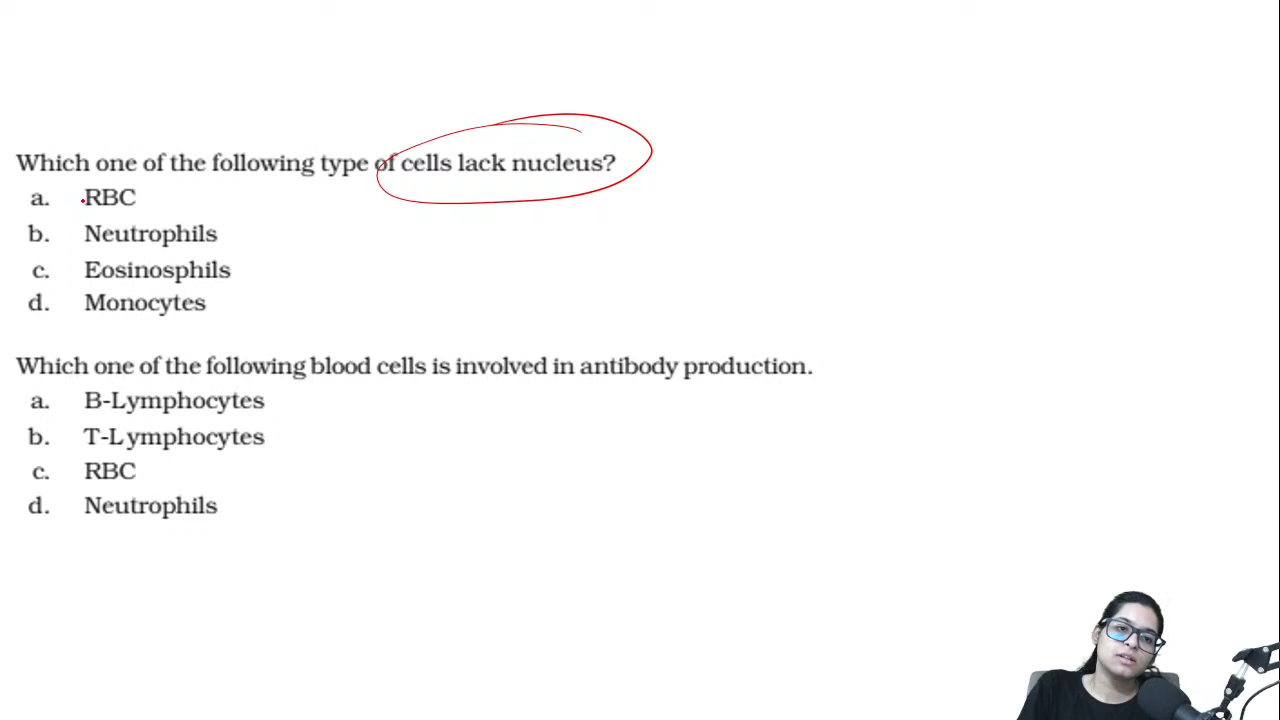 Which one of the following type of cells lack nucleus?
a. RBC
b. Neutrophils
c. Eosinosphils
d. Monocytes
Which one of the following blood cells is involved in antibody production.
a. B-Lymphocytes
b. T-Lymphocytes
c. RBC
d. Neutrophils